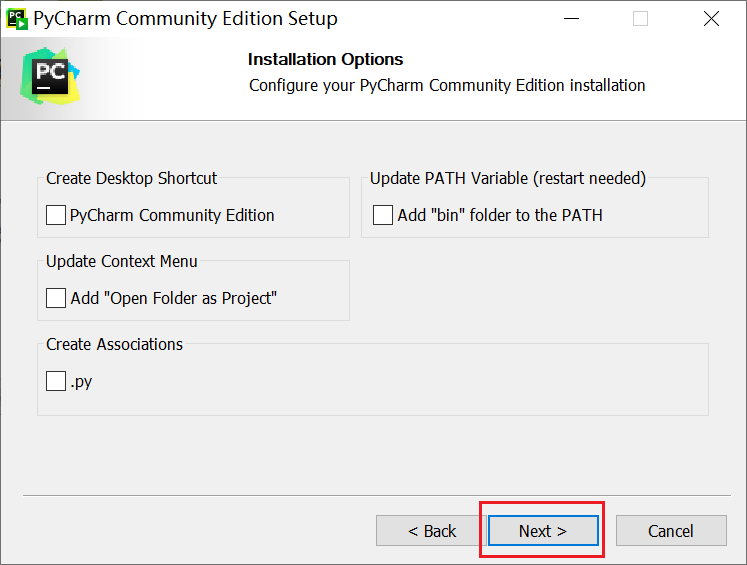 PyCharm Community Edition Setup
PC
Installation Options
Configure your PyCharm Community Edition installation
Create Desktop Shortcut
PyCharm Community Edition
Update PATH Variable (restart needed)
Add "bin" folder to the PATH
Update Context Menu
Add "Open Folder as Project"
Create Associations
.py
< Back
Next >
Cancel